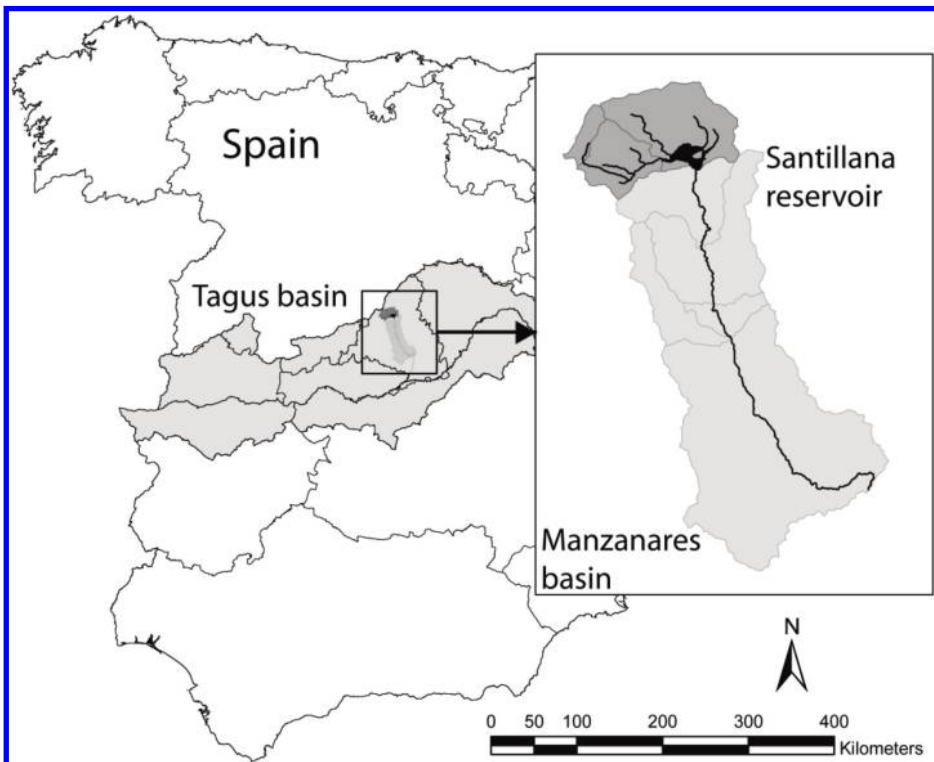 Spain
Santillana
reservoir
Tagus basin
Manzanares
basin
N
0 50 100 200 300 400
Kilometers